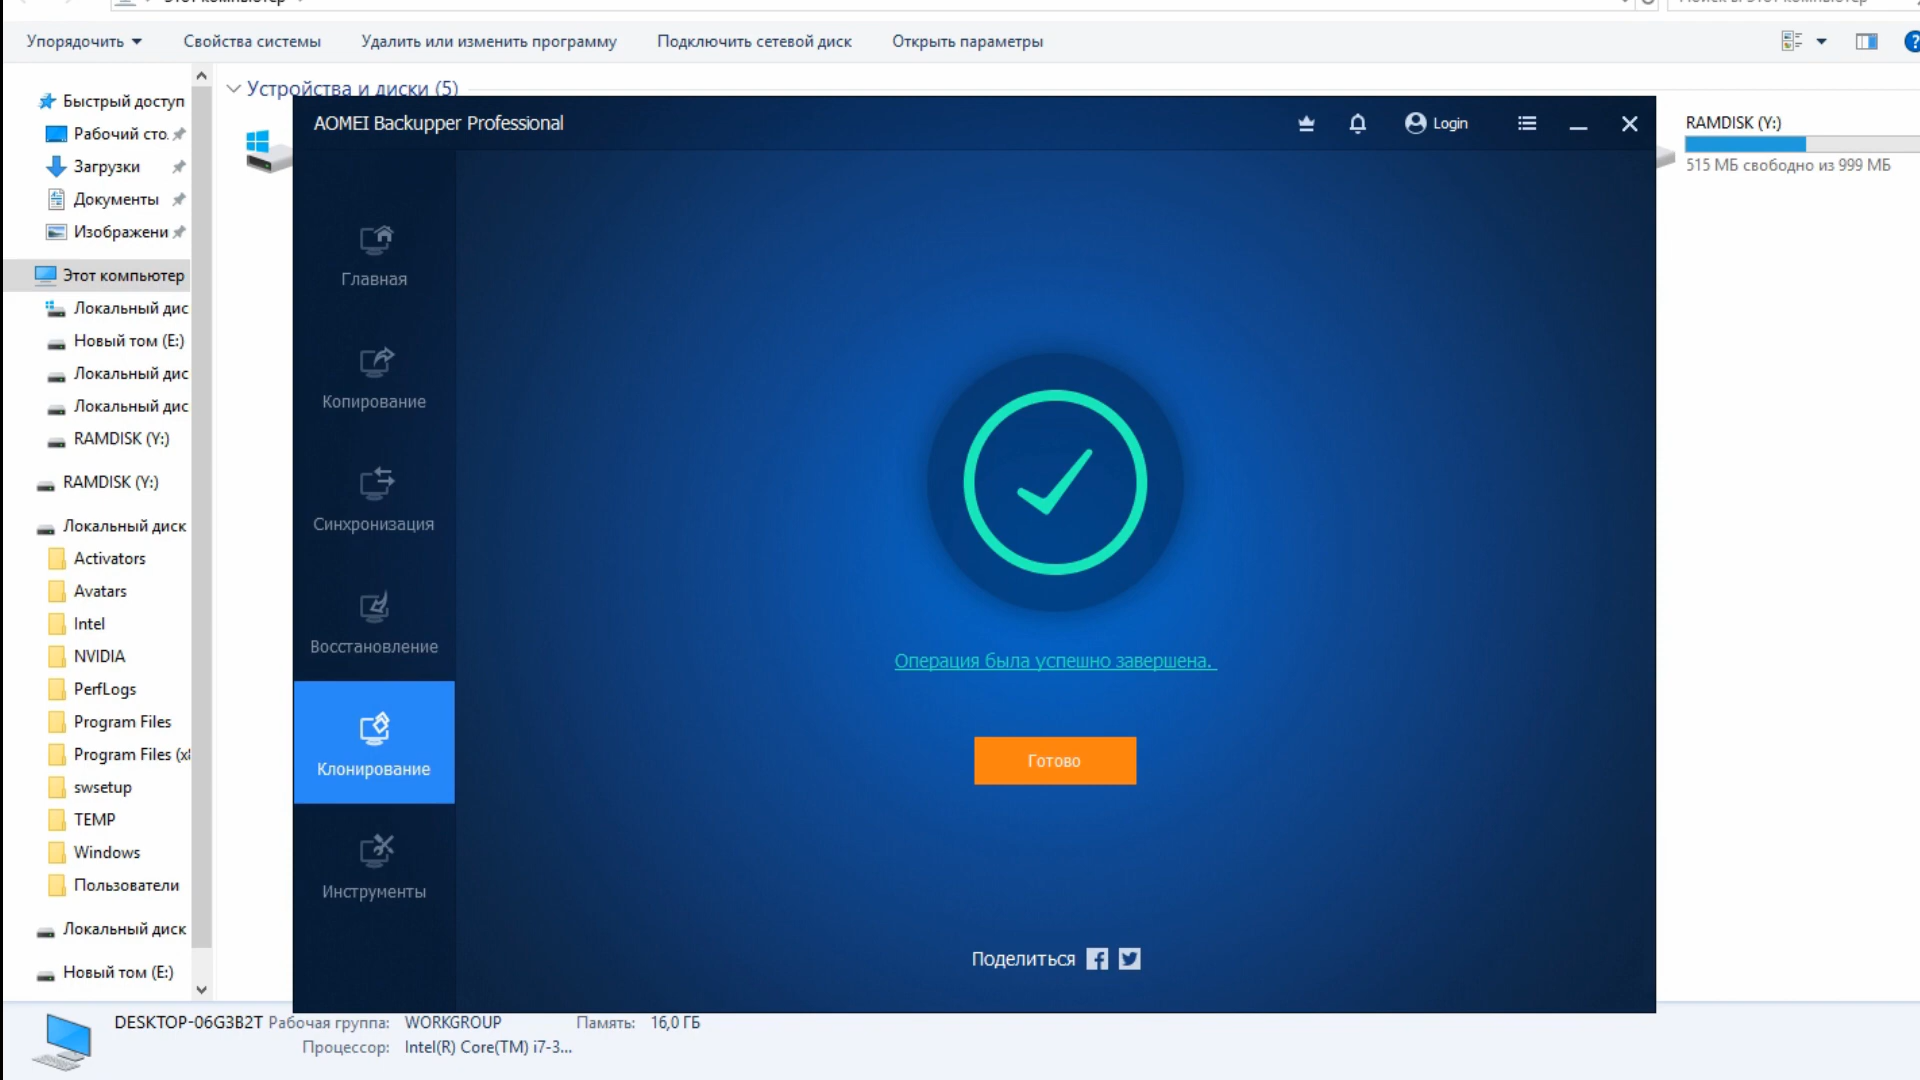 Упорядочить
Свойства системы
Удалить или изменить программу
Подключить сетевой диск
Открыть параметры
Быстрый доступ
Рабочий сто.
Загрузки
Документы
Изображени
Этот компьютер
Локальный дис
Новый том (E:)
Локальный дис
Локальный дис
RAMDISK (Y:)
RAMDISK (Y:)
Локальный диск
Activators
Avatars
Intel
NVIDIA
PerfLogs
Program Files
Program Files (x
swsetup
TEMP
Windows
Пользователи
Локальный диск
Новый том (E:)
Устройства и диски (5)
AOMEI Backupper Professional
Login
Главная
Копирование
Синхронизация
Восстановление
Клонирование
Инструменты
Операция была успешно завершена.
Готово
Поделиться
RAMDISK (Y:)
515 МБ свободно из 999 МБ
DESKTOP-06G3B2T Рабочая группа: WORKGROUP Память: 16,0 ГБ
Процессор: Intel(R) Core(TM) i7-3...